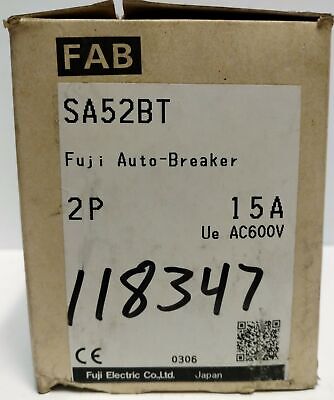 FAB
SA52BT
Fuji Auto-Breaker
2P 15A
Ue AC600V
118347
CE 0306
Fuji Electric Co.,Ltd. Japan